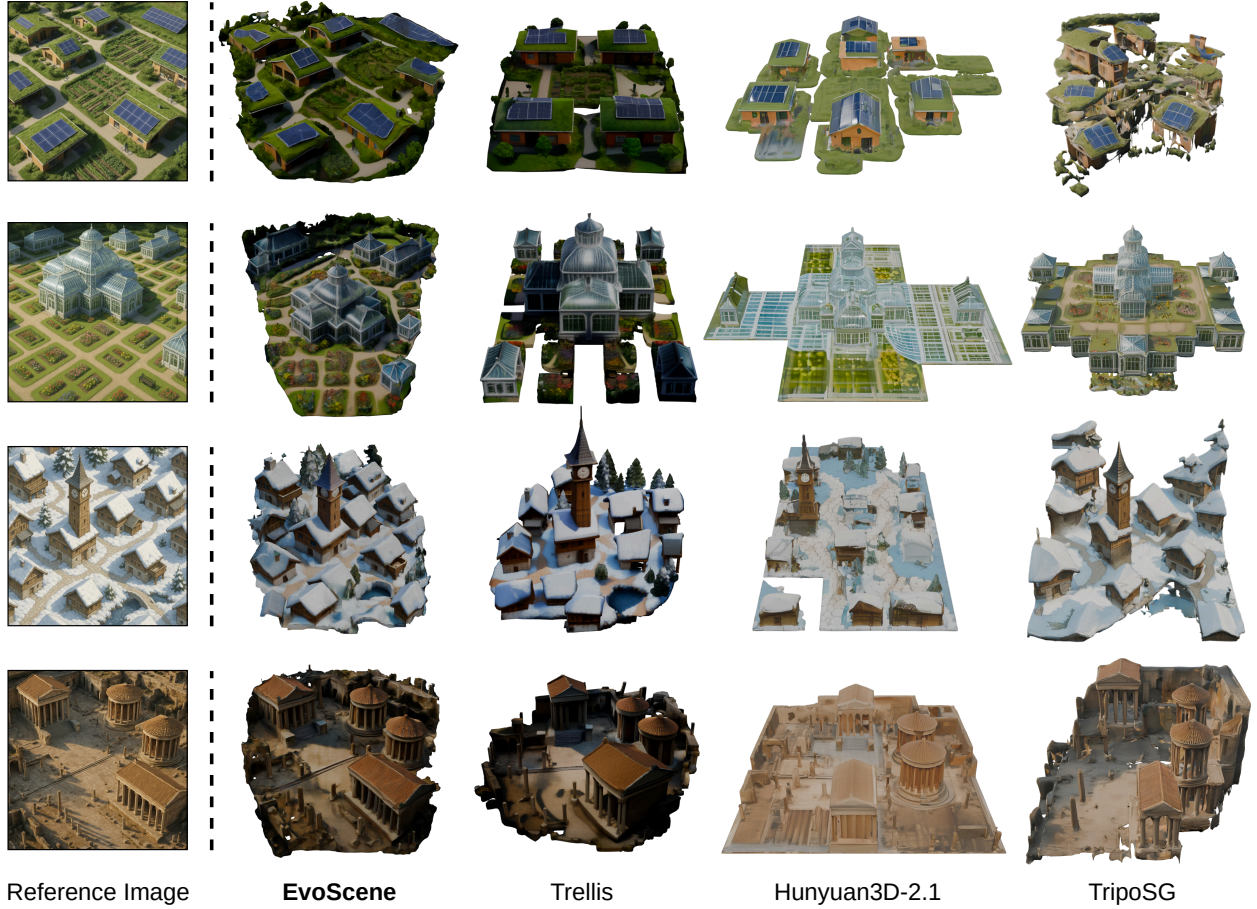 Reference Image
EvoScene
Trellis
Hunyuan3D-2.1
TripoSG